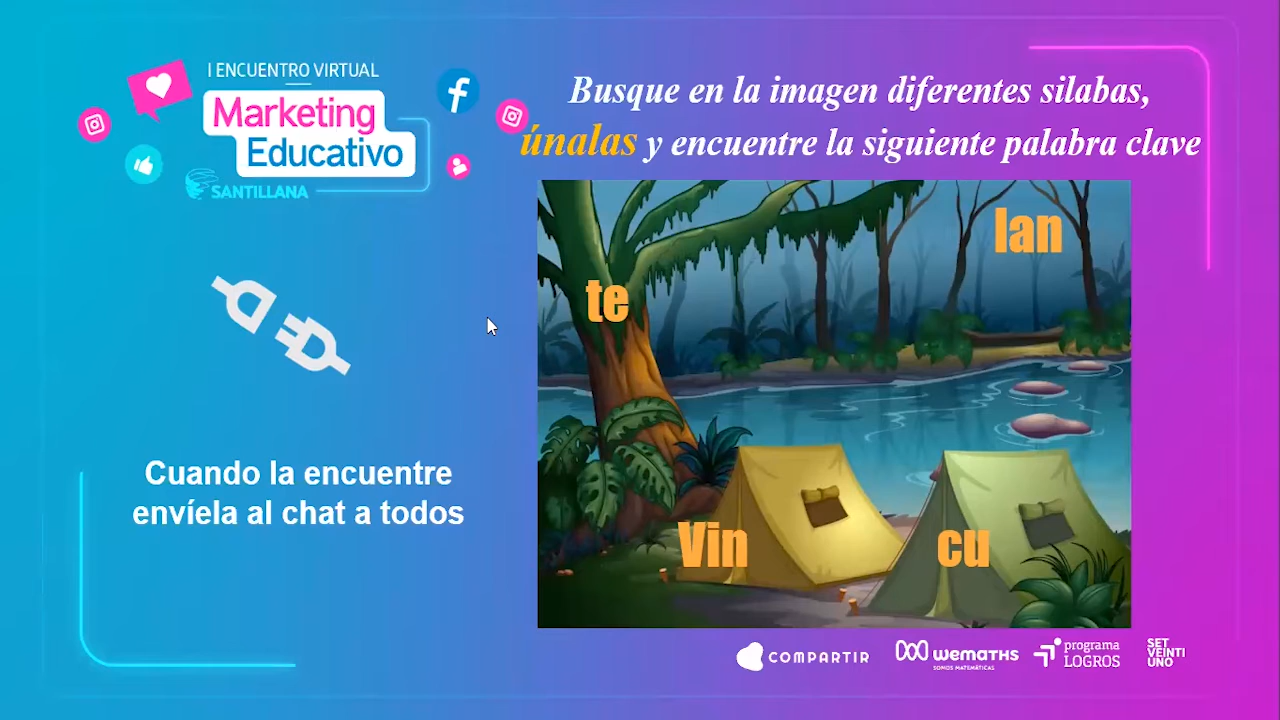 I ENCUENTRO VIRTUAL
Marketing
Educativo
SANTILLANA
Busque en la imagen diferentes silabas,
únalas y encuentre la siguiente palabra clave
lan
te
Vin
cu
Cuando la encuentre
envíela al chat a todos
COMPARTIR
wemaths
SOMOS MATEMÁTICAS
programa
LOGROS
SET
VEINTI
UNO